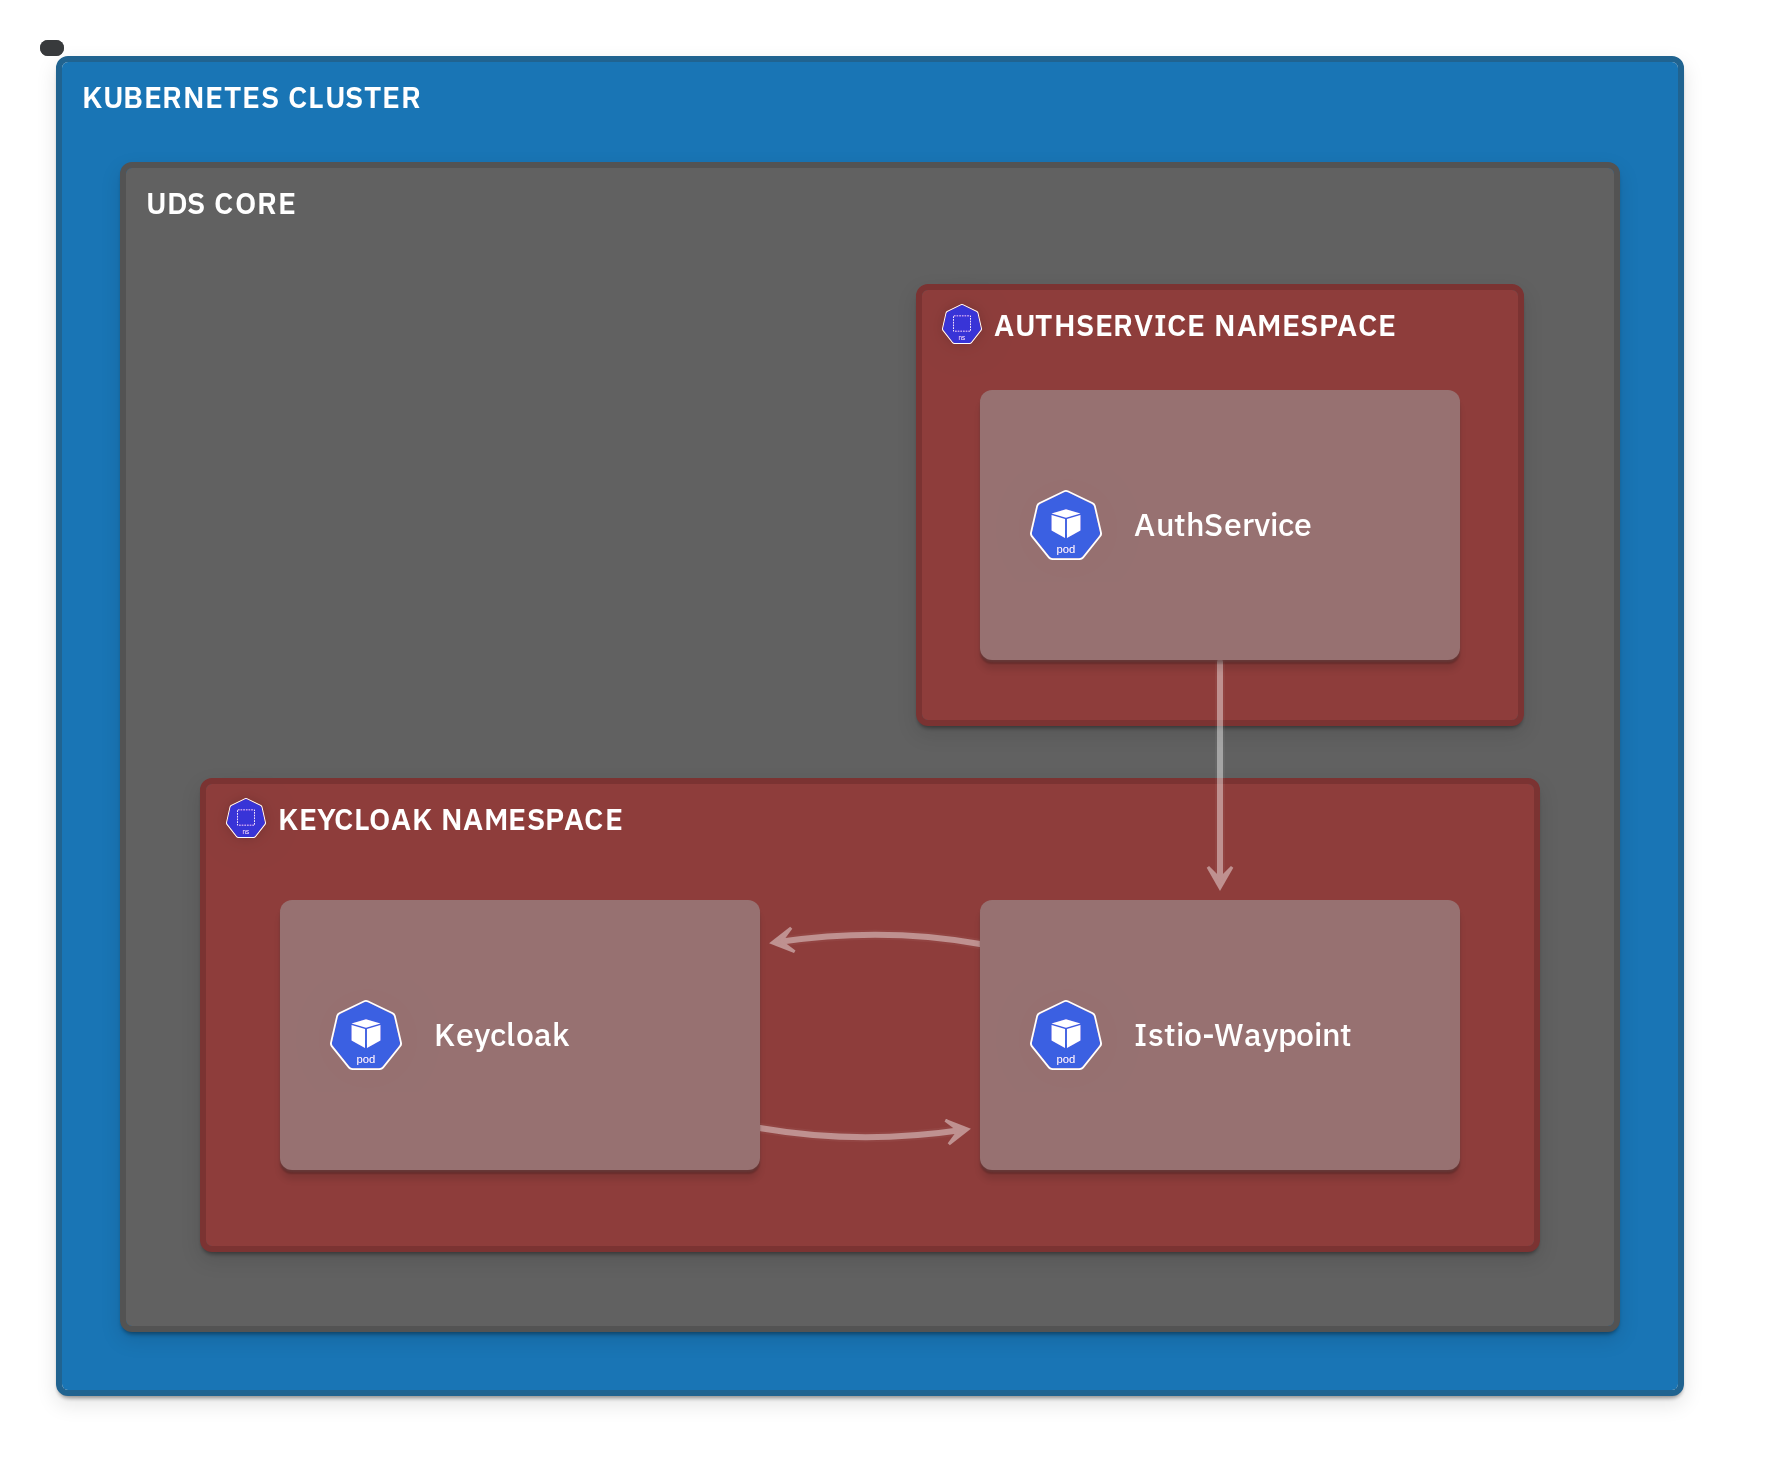 KUBERNETES CLUSTER
UDS CORE
ns
AUTHSERVICE NAMESPACE
pod
AuthService
ns
KEYCLOAK NAMESPACE
pod
Keycloak
pod
Istio-Waypoint